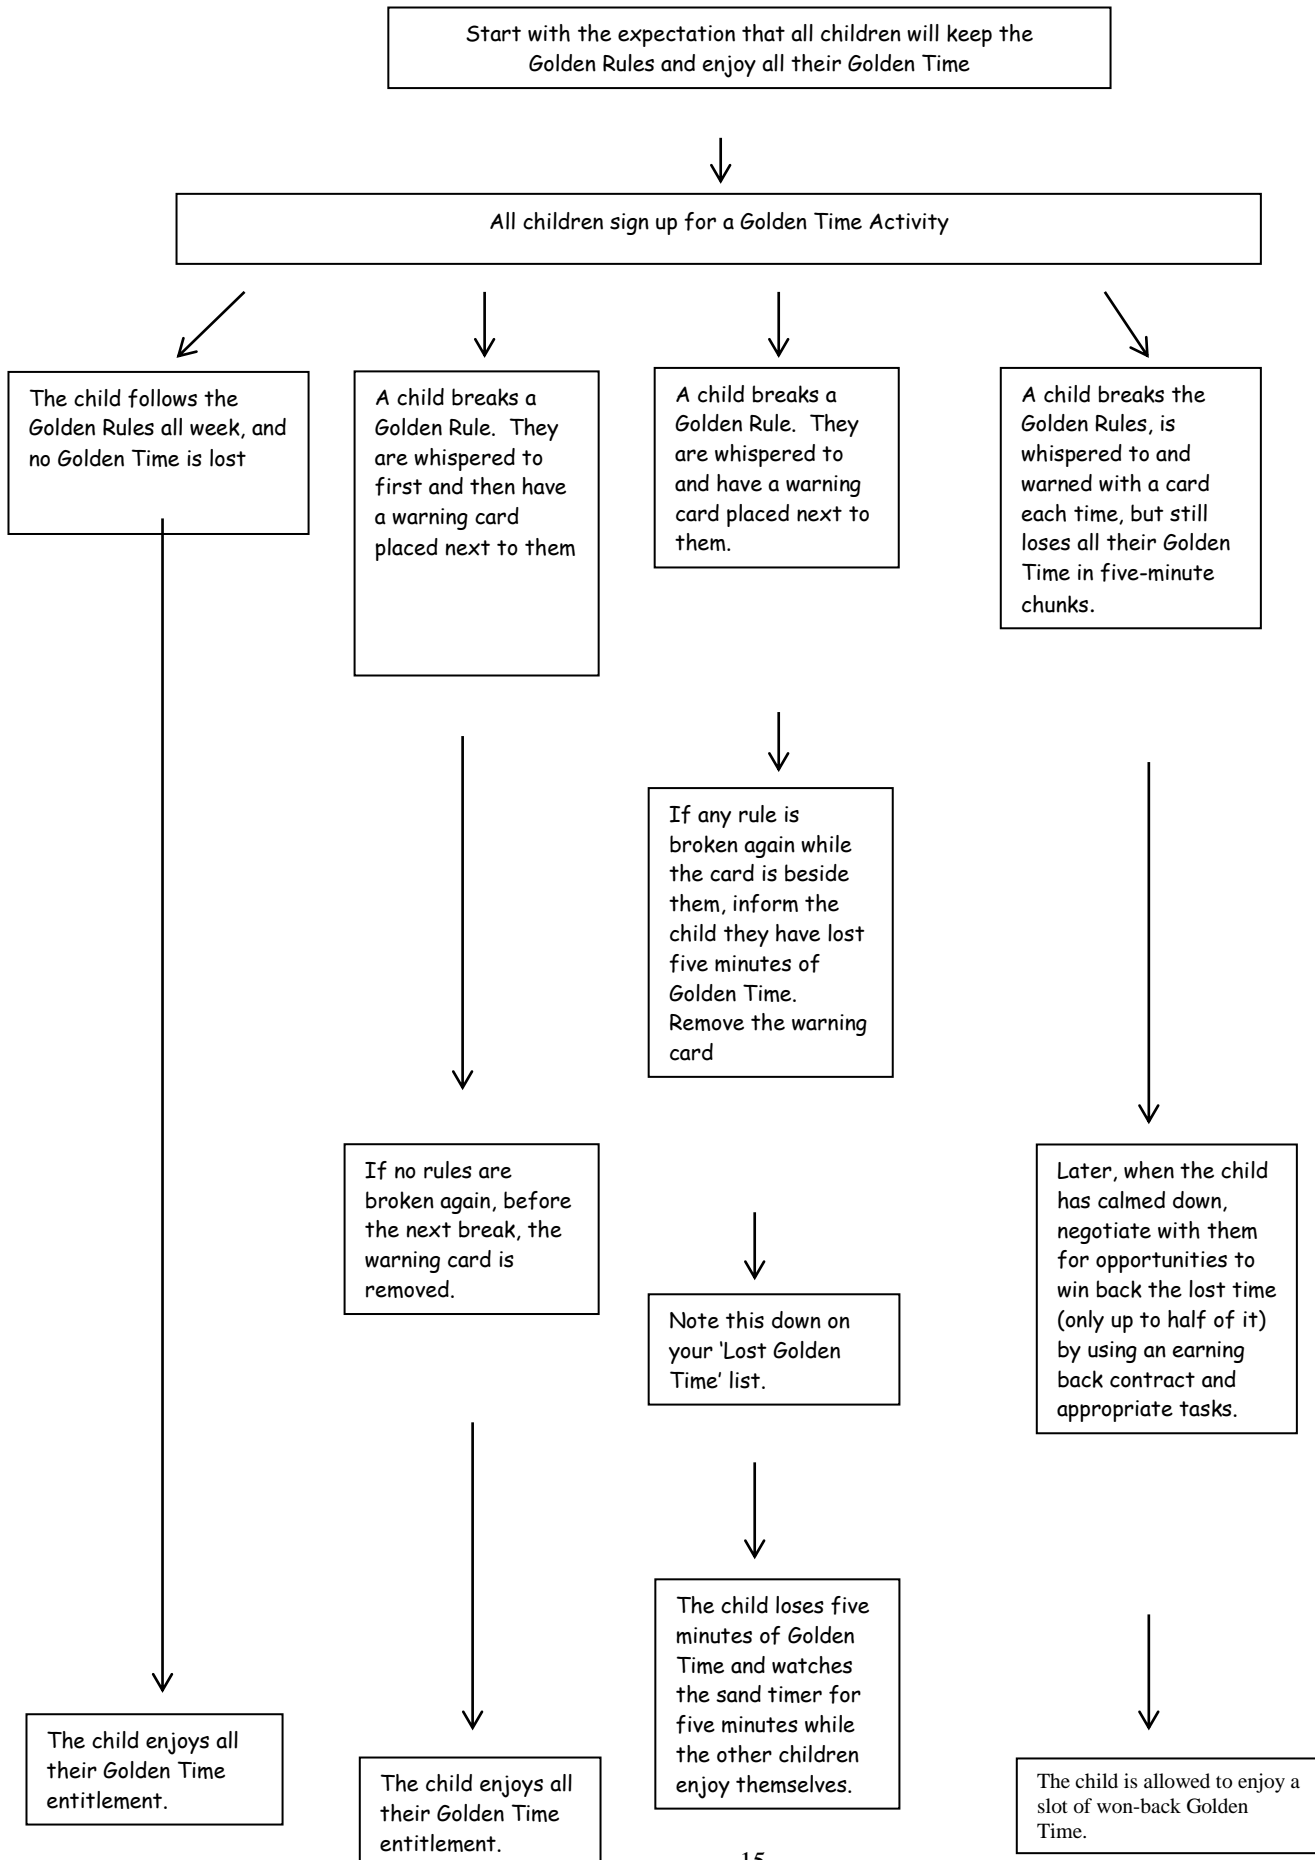 Start with the expectation that all children will keep the
Golden Rules and enjoy all their Golden Time
All children sign up for a Golden Time Activity
The child follows the
Golden Rules all week, and
no Golden Time is lost
A child breaks a
Golden Rule. They
are whispered to
first and then have
a warning card
placed next to them
A child breaks a
Golden Rule. They
are whispered to
and have a warning
card placed next to
them.
A child breaks the
Golden Rules, is
whispered to and
warned with a card
each time, but still
loses all their Golden
Time in five-minute
chunks.
If any rule is
broken again while
the card is beside
them, inform the
child they have lost
five minutes of
Golden Time.
Remove the warning
card
If no rules are
broken again, before
the next break, the
warning card is
removed.
Later, when the child
has calmed down,
negotiate with them
for opportunities to
win back the lost time
(only up to half of it)
by using an earning
back contract and
appropriate tasks.
Note this down on
your ‘Lost Golden
Time’ list.
The child loses five
minutes of Golden
Time and watches
the sand timer for
five minutes while
the other children
enjoy themselves.
The child enjoys all
their Golden Time
entitlement.
The child enjoys all
their Golden Time
entitlement.
The child is allowed to enjoy a
slot of won-back Golden
Time.
15